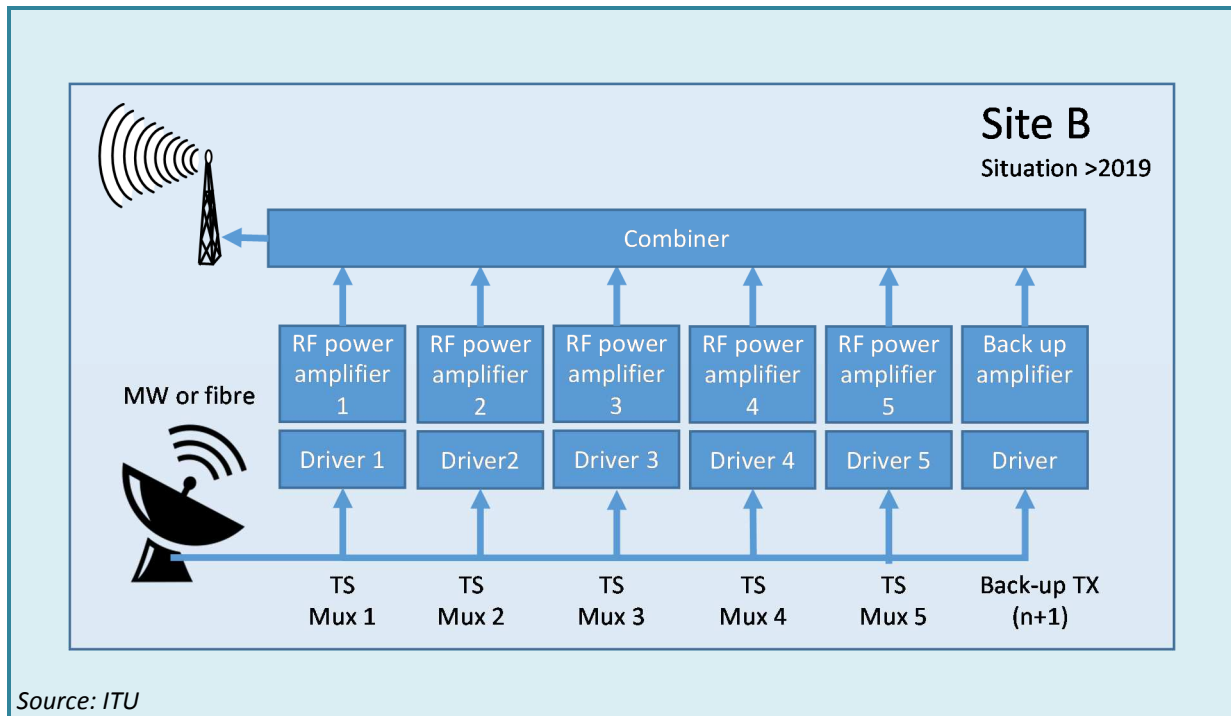 Site B
Situation >2019
Combiner
RF power
amplifier
1
RF power
amplifier
2
RF power
amplifier
3
RF power
amplifier
4
RF power
amplifier
5
Back up
amplifier
MW or fibre
Driver 1
Driver2
Driver 3
Driver 4
Driver 5
Driver
TS
Mux 1
TS
Mux 2
TS
Mux 3
TS
Mux 4
TS
Mux 5
Back-up TX
(n+1)
Source: ITU